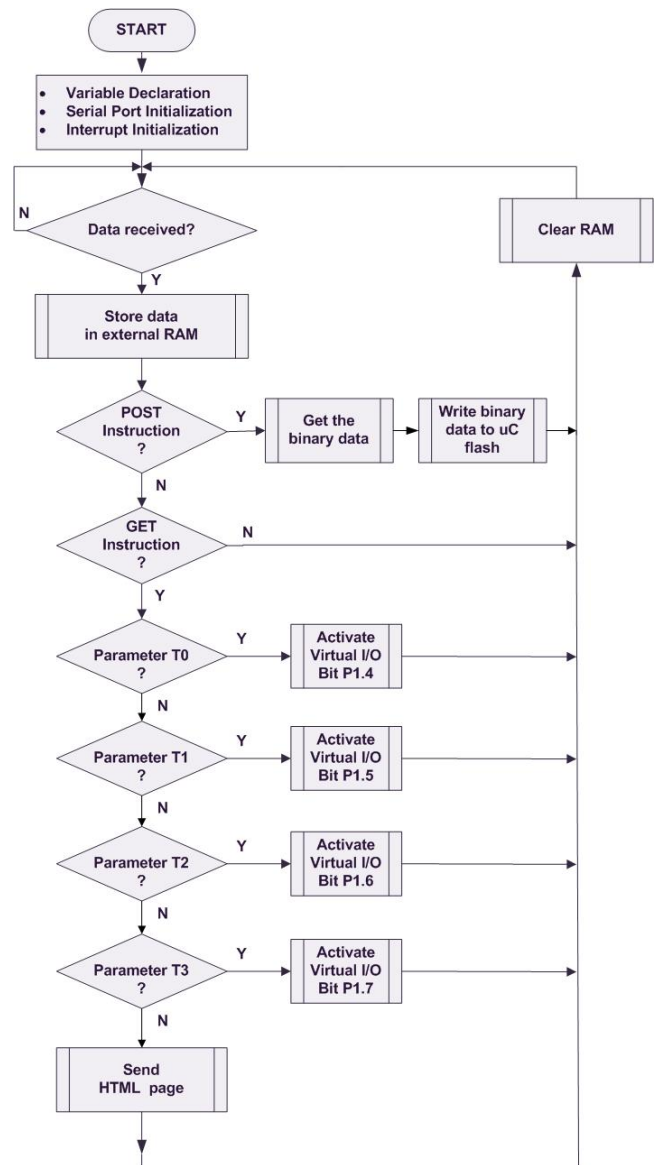 START
• Variable Declaration
• Serial Port Initialization
• Interrupt Initialization
N
Data received?
Clear RAM
Y
Store data
in external RAM
POST
Instruction
?
Y
Get the
binary data
Write binary
data to uC
flash
N
GET
Instruction
?
N
Y
Parameter T0
?
Y
Activate
Virtual I/O
Bit P1.4
N
Parameter T1
?
Y
Activate
Virtual I/O
Bit P1.5
N
Parameter T2
?
Y
Activate
Virtual I/O
Bit P1.6
N
Parameter T3
?
Y
Activate
Virtual I/O
Bit P1.7
N
Send
HTML page